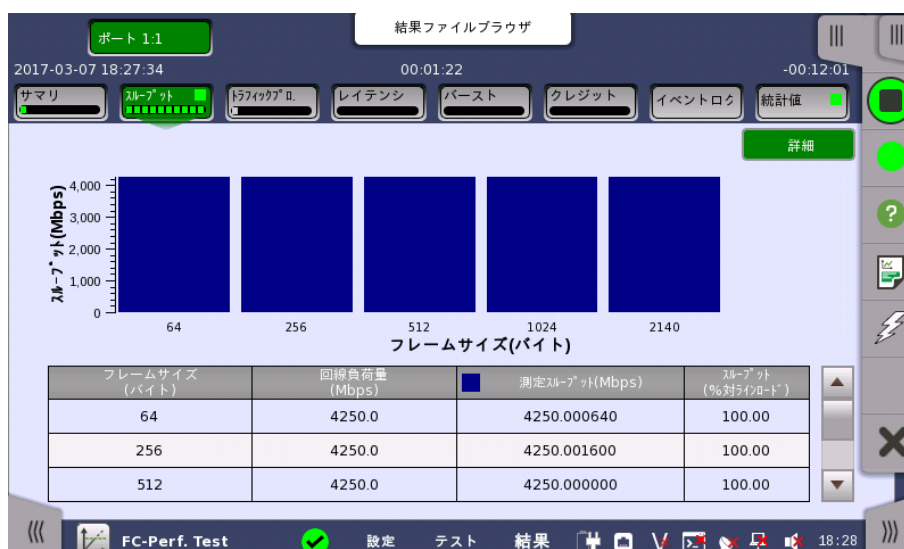 結果ファイルブラウザ
ポート 1:1
2017-03-07 18:27:34 00:01:22 -00:12:01
サマリ ｽﾙｰﾌﾟｯﾄ ﾄﾗﾌｨｯｸﾌﾟﾛ. レイテンシ バースト クレジット イベントログ 統計値
詳細
ｽﾙｰﾌﾟｯﾄ(Mbps)
4,000
3,000
2,000
1,000
0
64 256 512 1024 2140
フレームサイズ(バイト)
フレームサイズ (バイト) 回線負荷量 (Mbps) 測定ｽﾙｰﾌﾟｯﾄ(Mbps) ｽﾙｰﾌﾟｯﾄ (%対ﾗｲﾝﾛｰﾄﾞ)
64 4250.0 4250.000640 100.00
256 4250.0 4250.001600 100.00
512 4250.0 4250.000000 100.00
FC-Perf. Test 設定 テスト 結果 18:28